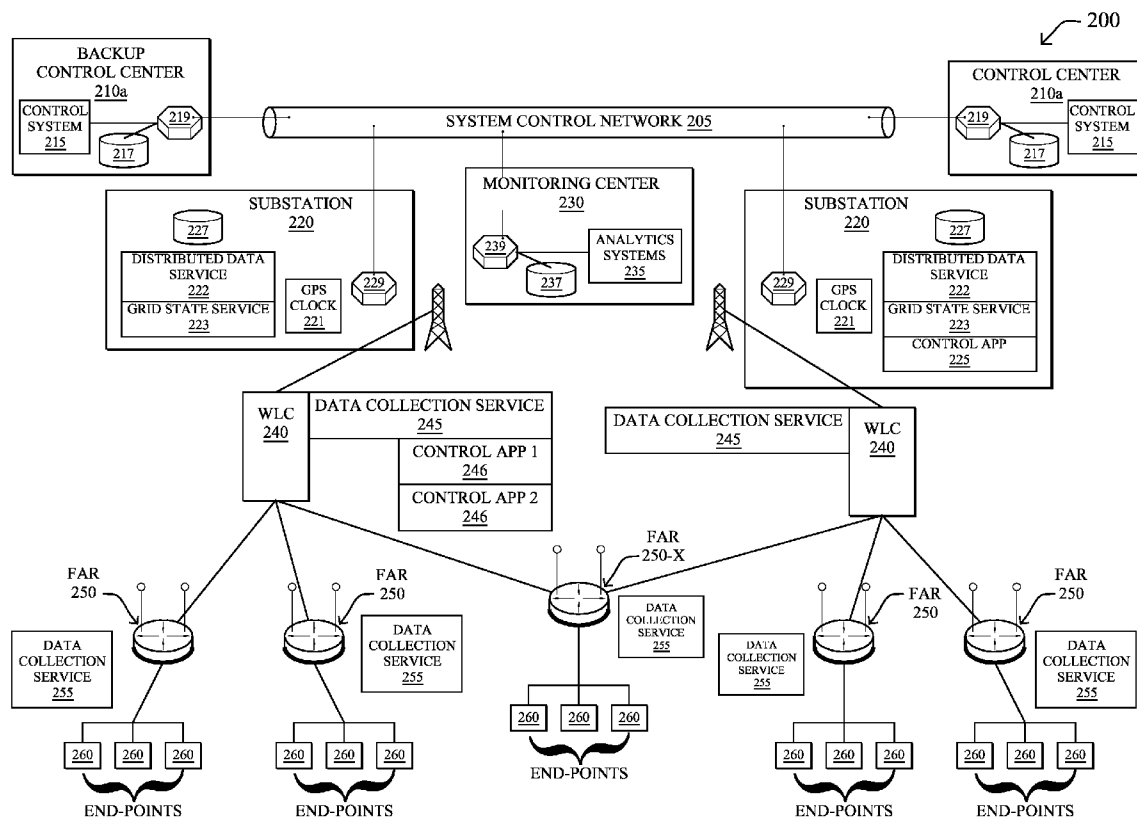 200
BACKUP
CONTROL CENTER
210a
CONTROL
SYSTEM
215
217
219
SYSTEM CONTROL NETWORK 205
CONTROL CENTER
210a
219
217
CONTROL
SYSTEM
215
SUBSTATION
220
227
DISTRIBUTED DATA
SERVICE
222
GRID STATE SERVICE
223
GPS
CLOCK
221
229
MONITORING CENTER
230
239
237
ANALYTICS
SYSTEMS
235
SUBSTATION
220
229
GPS
CLOCK
221
227
DISTRIBUTED DATA
SERVICE
222
GRID STATE SERVICE
223
CONTROL APP
225
WLC
240
DATA COLLECTION SERVICE
245
CONTROL APP 1
246
CONTROL APP 2
246
DATA COLLECTION SERVICE
245
WLC
240
FAR
250
DATA
COLLECTION
SERVICE
255
FAR
250
DATA
COLLECTION
SERVICE
255
FAR
250-X
DATA
COLLECTION
SERVICE
255
FAR
250
DATA
COLLECTION
SERVICE
255
FAR
250
DATA
COLLECTION
SERVICE
255
260 260 260
END-POINTS
260 260 260
END-POINTS
260 260 260
END-POINTS
260 260 260
END-POINTS
260 260 260
END-POINTS